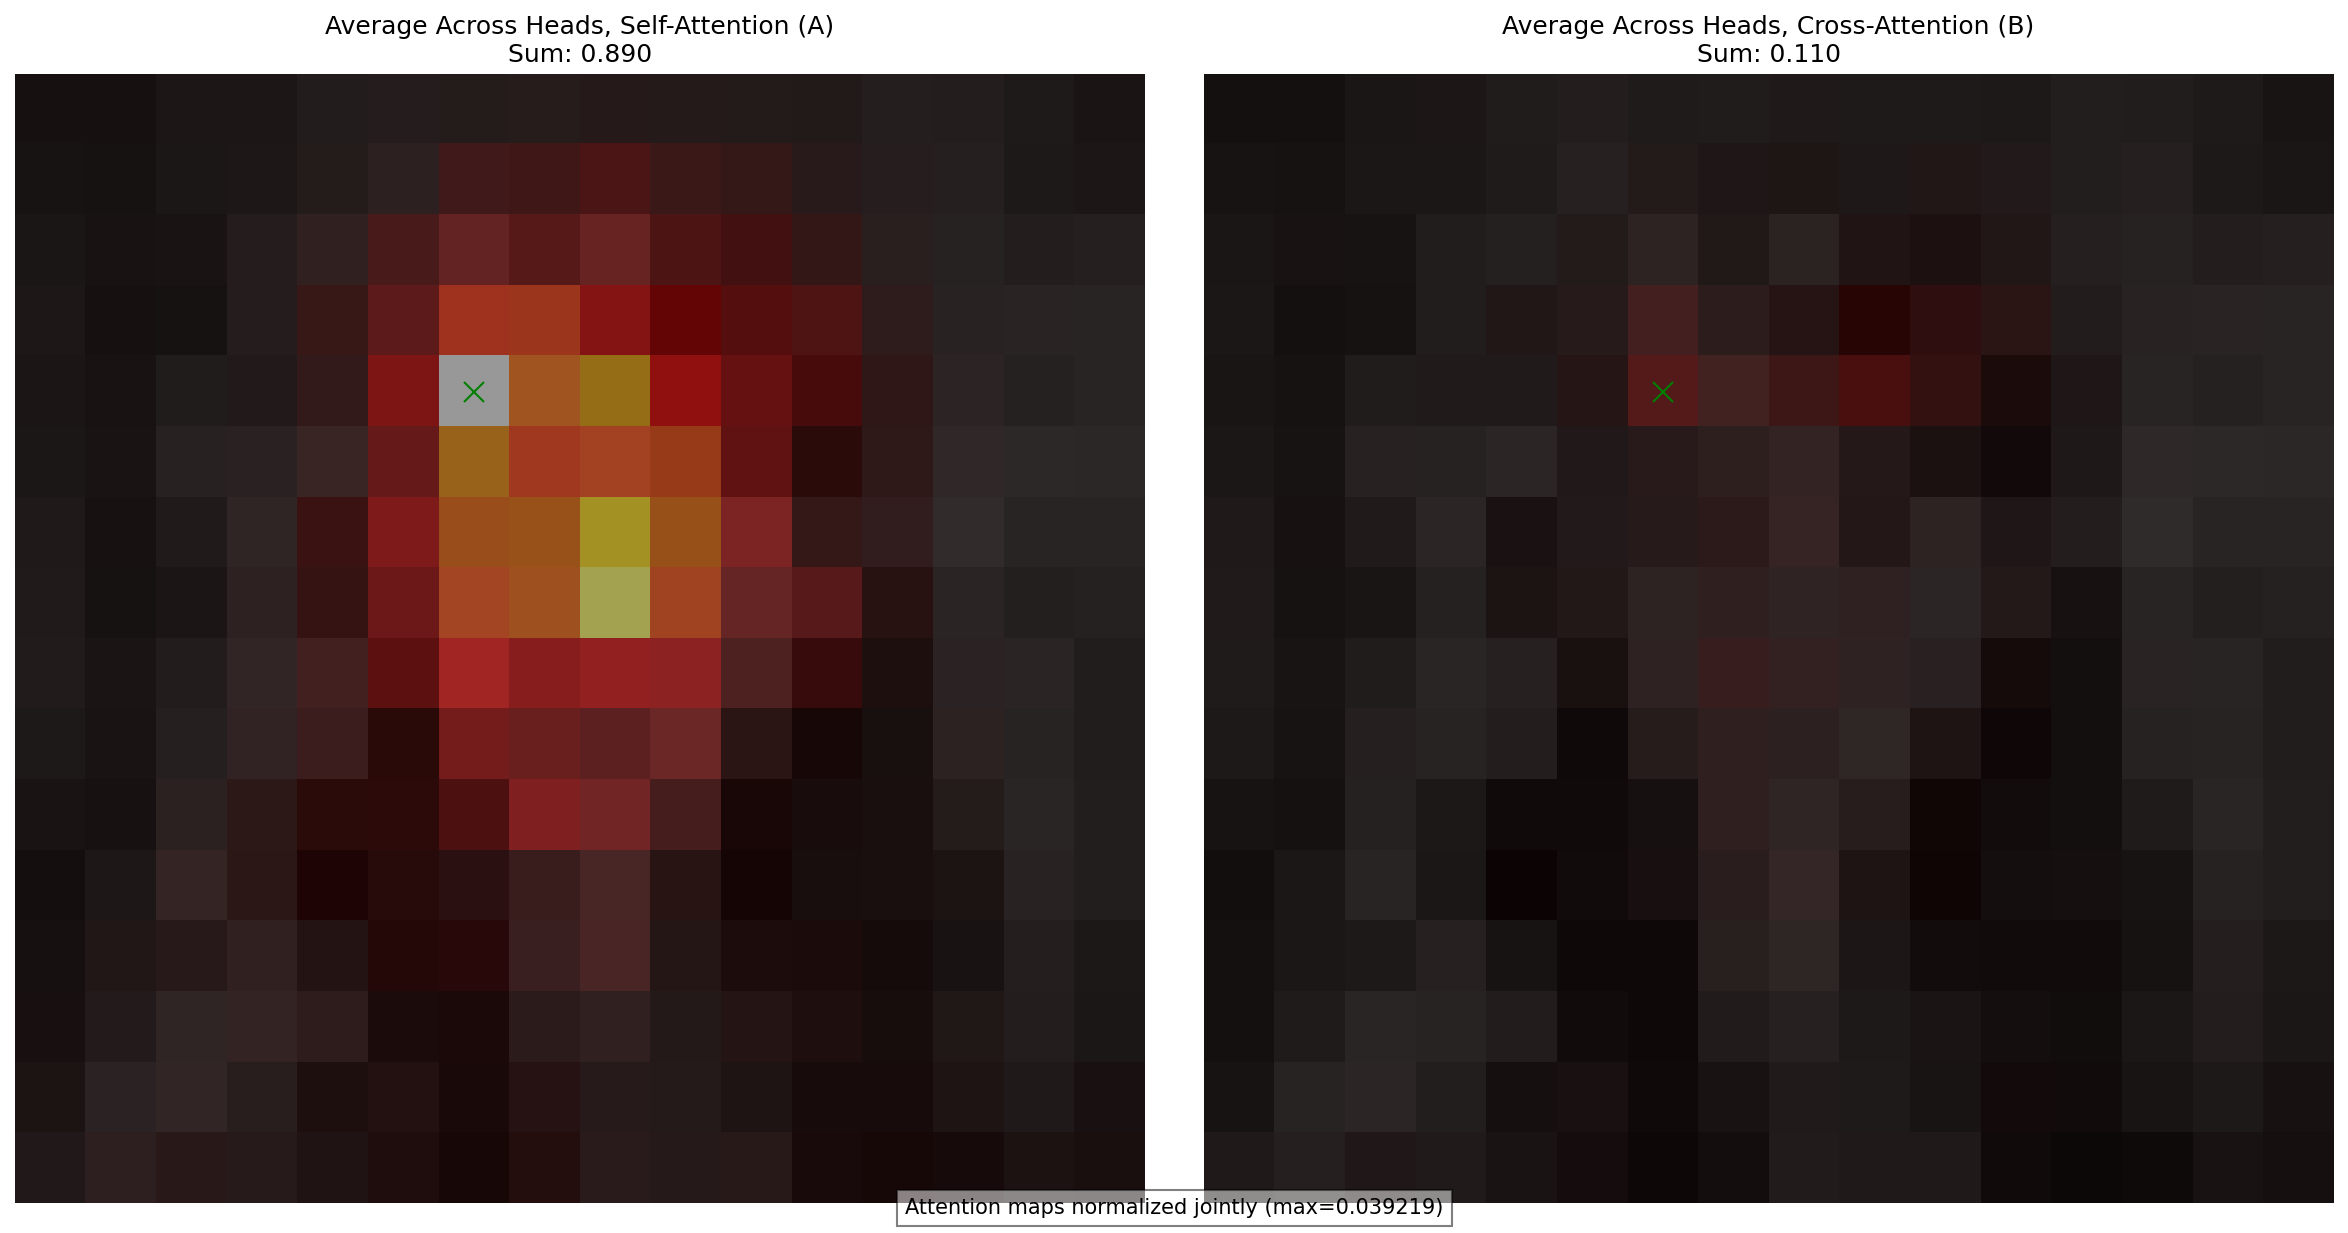 Average Across Heads, Self-Attention (A)
Sum: 0.890
Average Across Heads, Cross-Attention (B)
Sum: 0.110
Attention maps normalized jointly (max=0.039219)